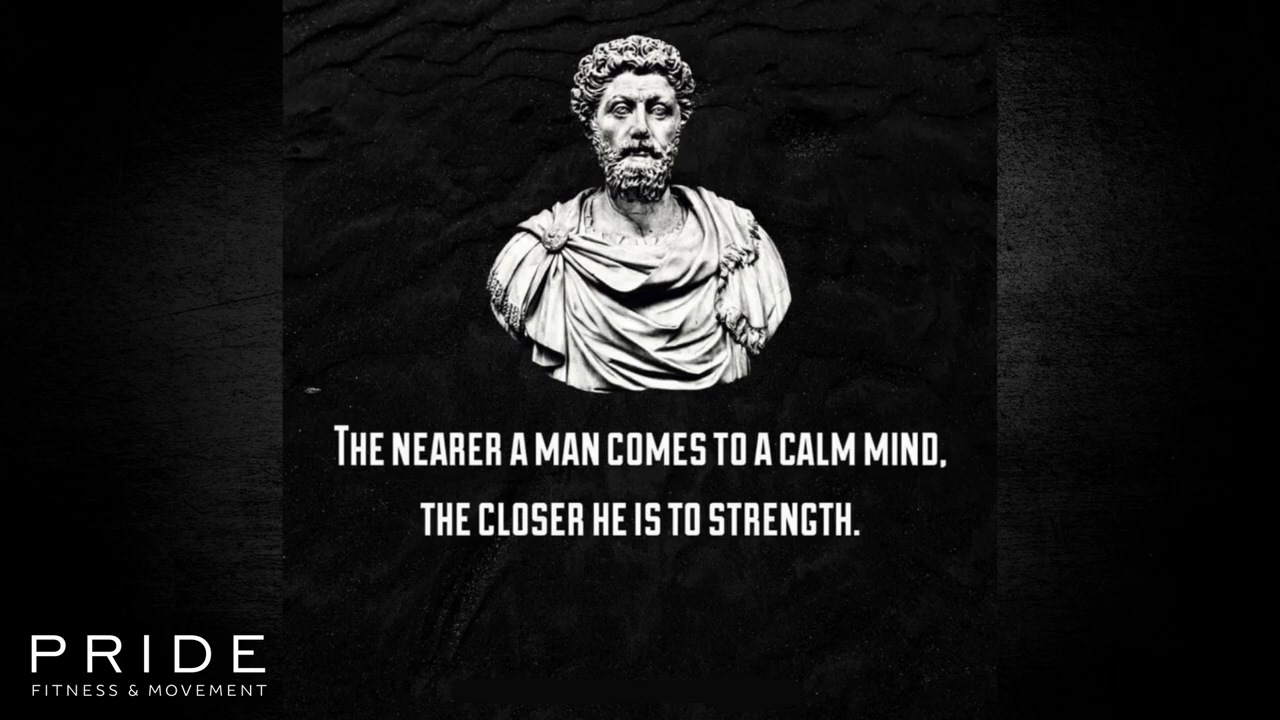 THE NEARER A MAN COMES TO A CALM MIND,
THE CLOSER HE IS TO STRENGTH.
PRIDE
FITNESS & MOVEMENT